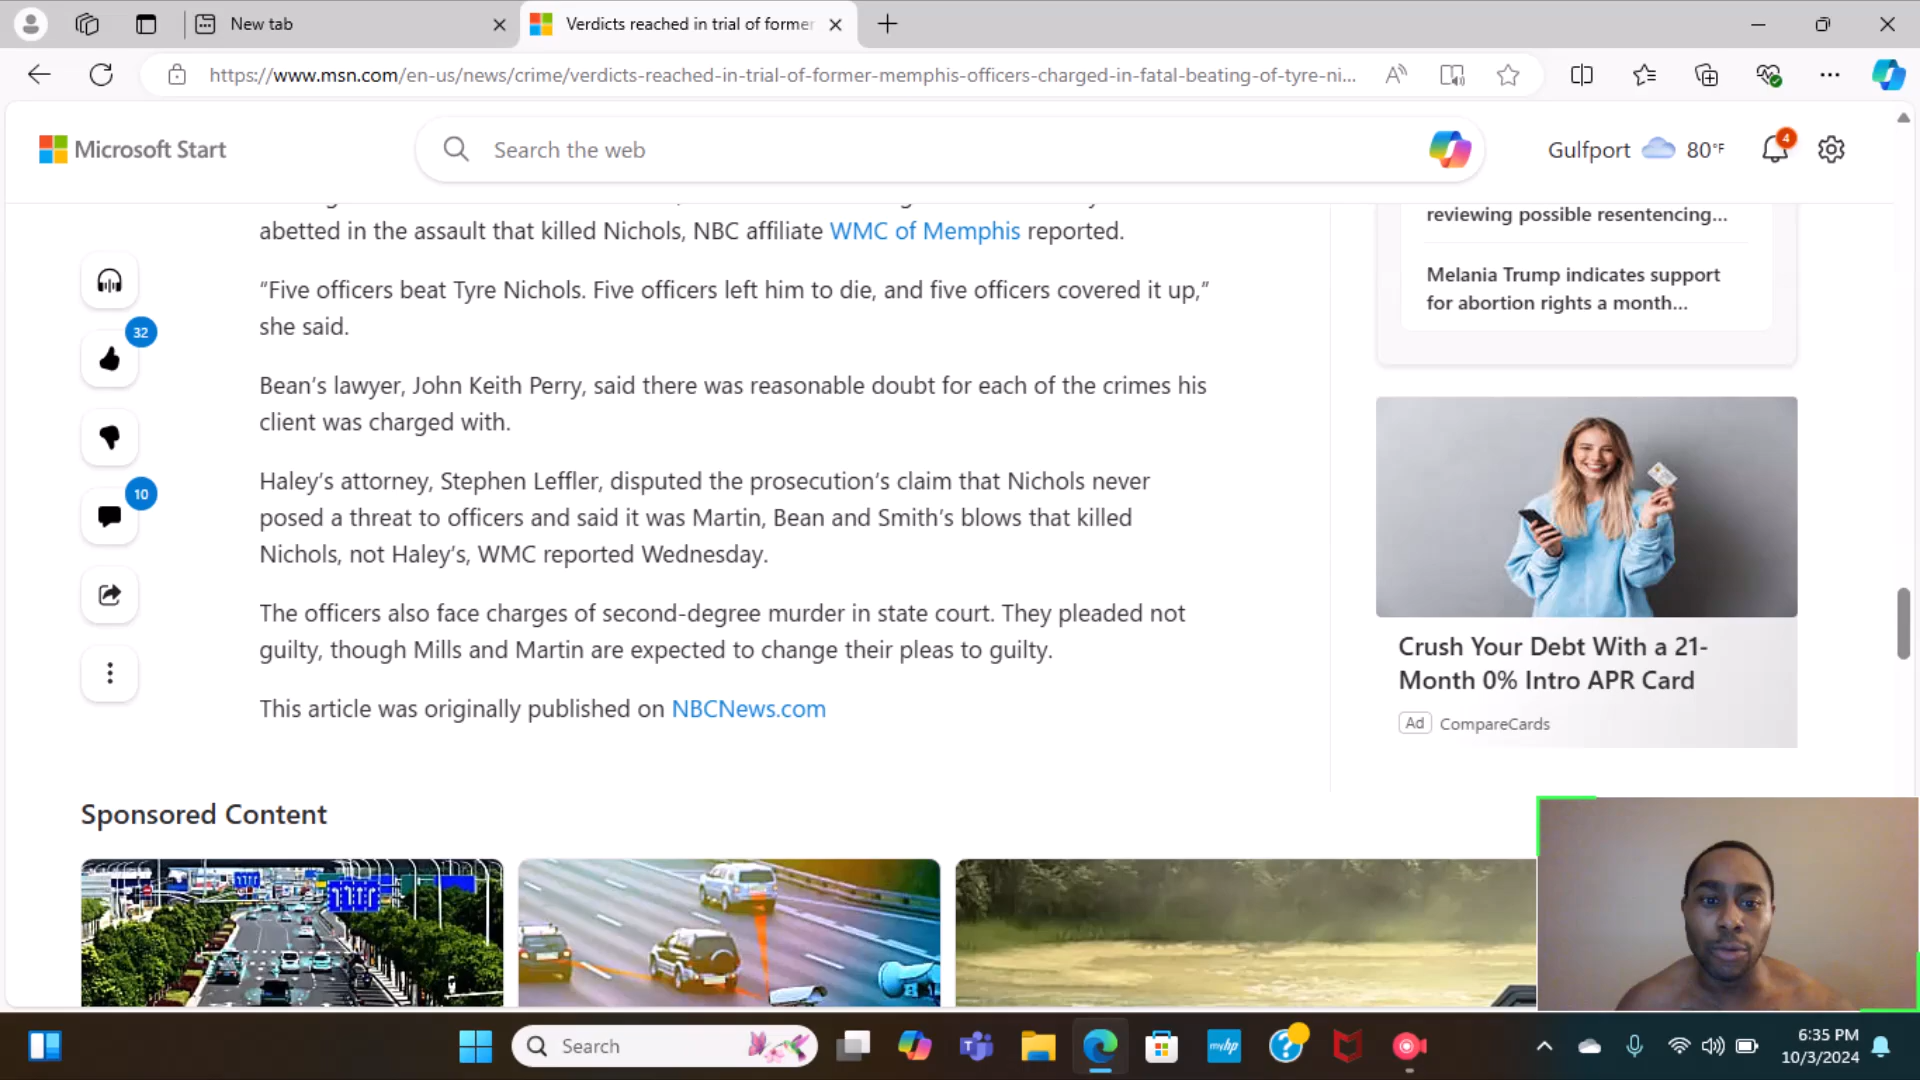 New tab
Verdicts reached in trial of former
https://www.msn.com/en-us/news/crime/verdicts-reached-in-trial-of-former-memphis-officers-charged-in-fatal-beating-of-tyre-ni...
Microsoft Start
Search the web
Gulfport 80°F
4
abetted in the assault that killed Nichols, NBC affiliate WMC of Memphis reported.
“Five officers beat Tyre Nichols. Five officers left him to die, and five officers covered it up,”
she said.
32
Bean’s lawyer, John Keith Perry, said there was reasonable doubt for each of the crimes his
client was charged with.
10
Haley’s attorney, Stephen Leffler, disputed the prosecution’s claim that Nichols never
posed a threat to officers and said it was Martin, Bean and Smith’s blows that killed
Nichols, not Haley’s, WMC reported Wednesday.
The officers also face charges of second-degree murder in state court. They pleaded not
guilty, though Mills and Martin are expected to change their pleas to guilty.
This article was originally published on NBCNews.com
reviewing possible resentencing...
Melania Trump indicates support
for abortion rights a month...
Crush Your Debt With a 21-
Month 0% Intro APR Card
Ad CompareCards
Sponsored Content
Search
myhp
6:35 PM
10/3/2024